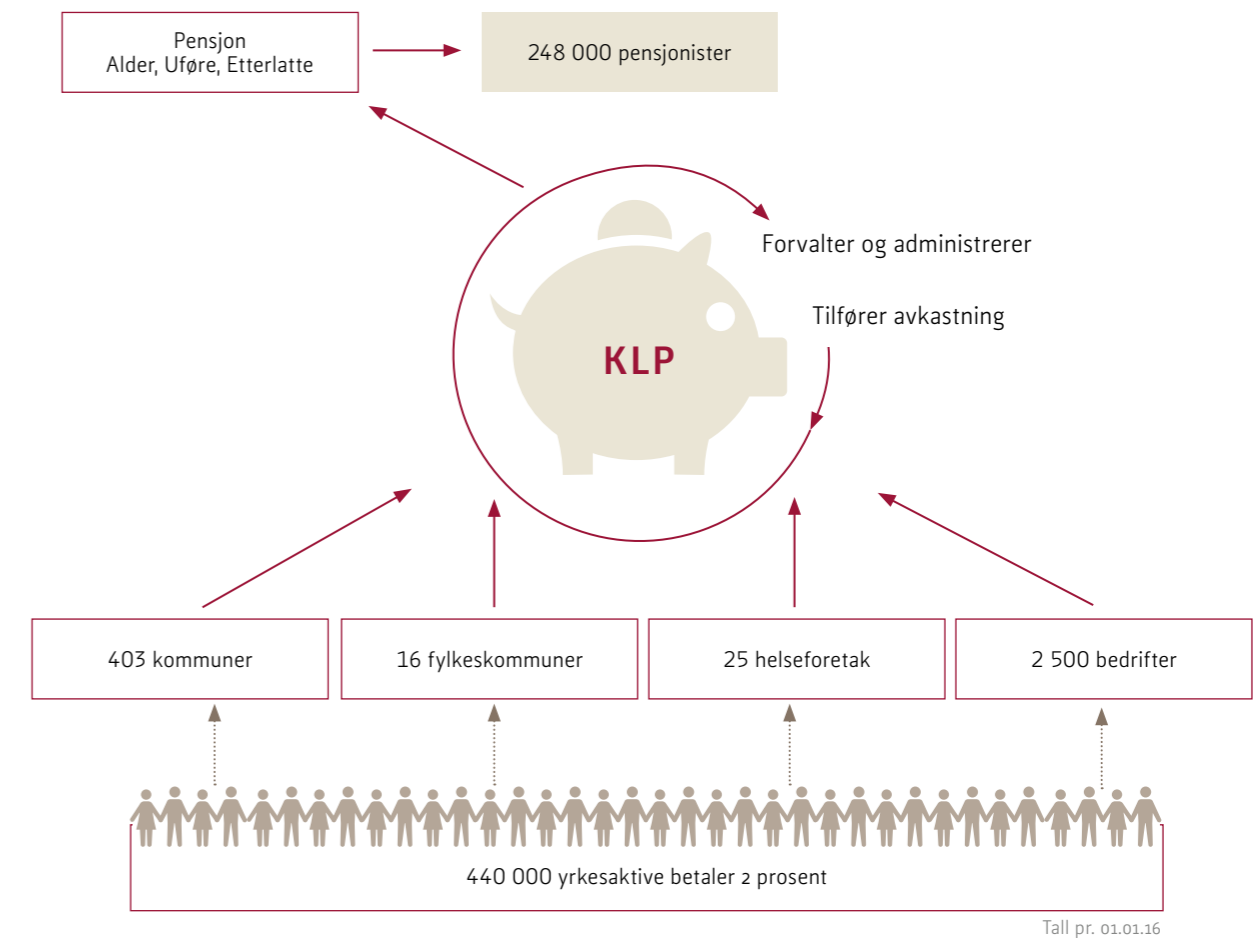 Pensjon
Alder, Uføre, Etterlatte
248 000 pensjonister
Forvalter og administrerer
Tilfører avkastning
KLP
403 kommuner
16 fylkeskommuner
25 helseforetak
2 500 bedrifter
440 000 yrkesaktive betaler 2 prosent
Tall pr. 01.01.16